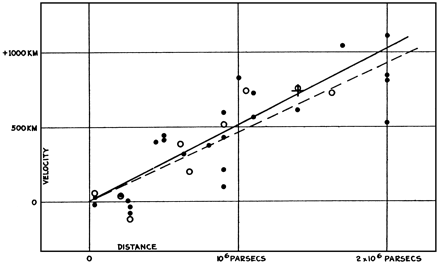 +1000 KM
500 KM
0
VELOCITY
DISTANCE
0
10⁶ PARSECS
2×10⁶ PARSECS